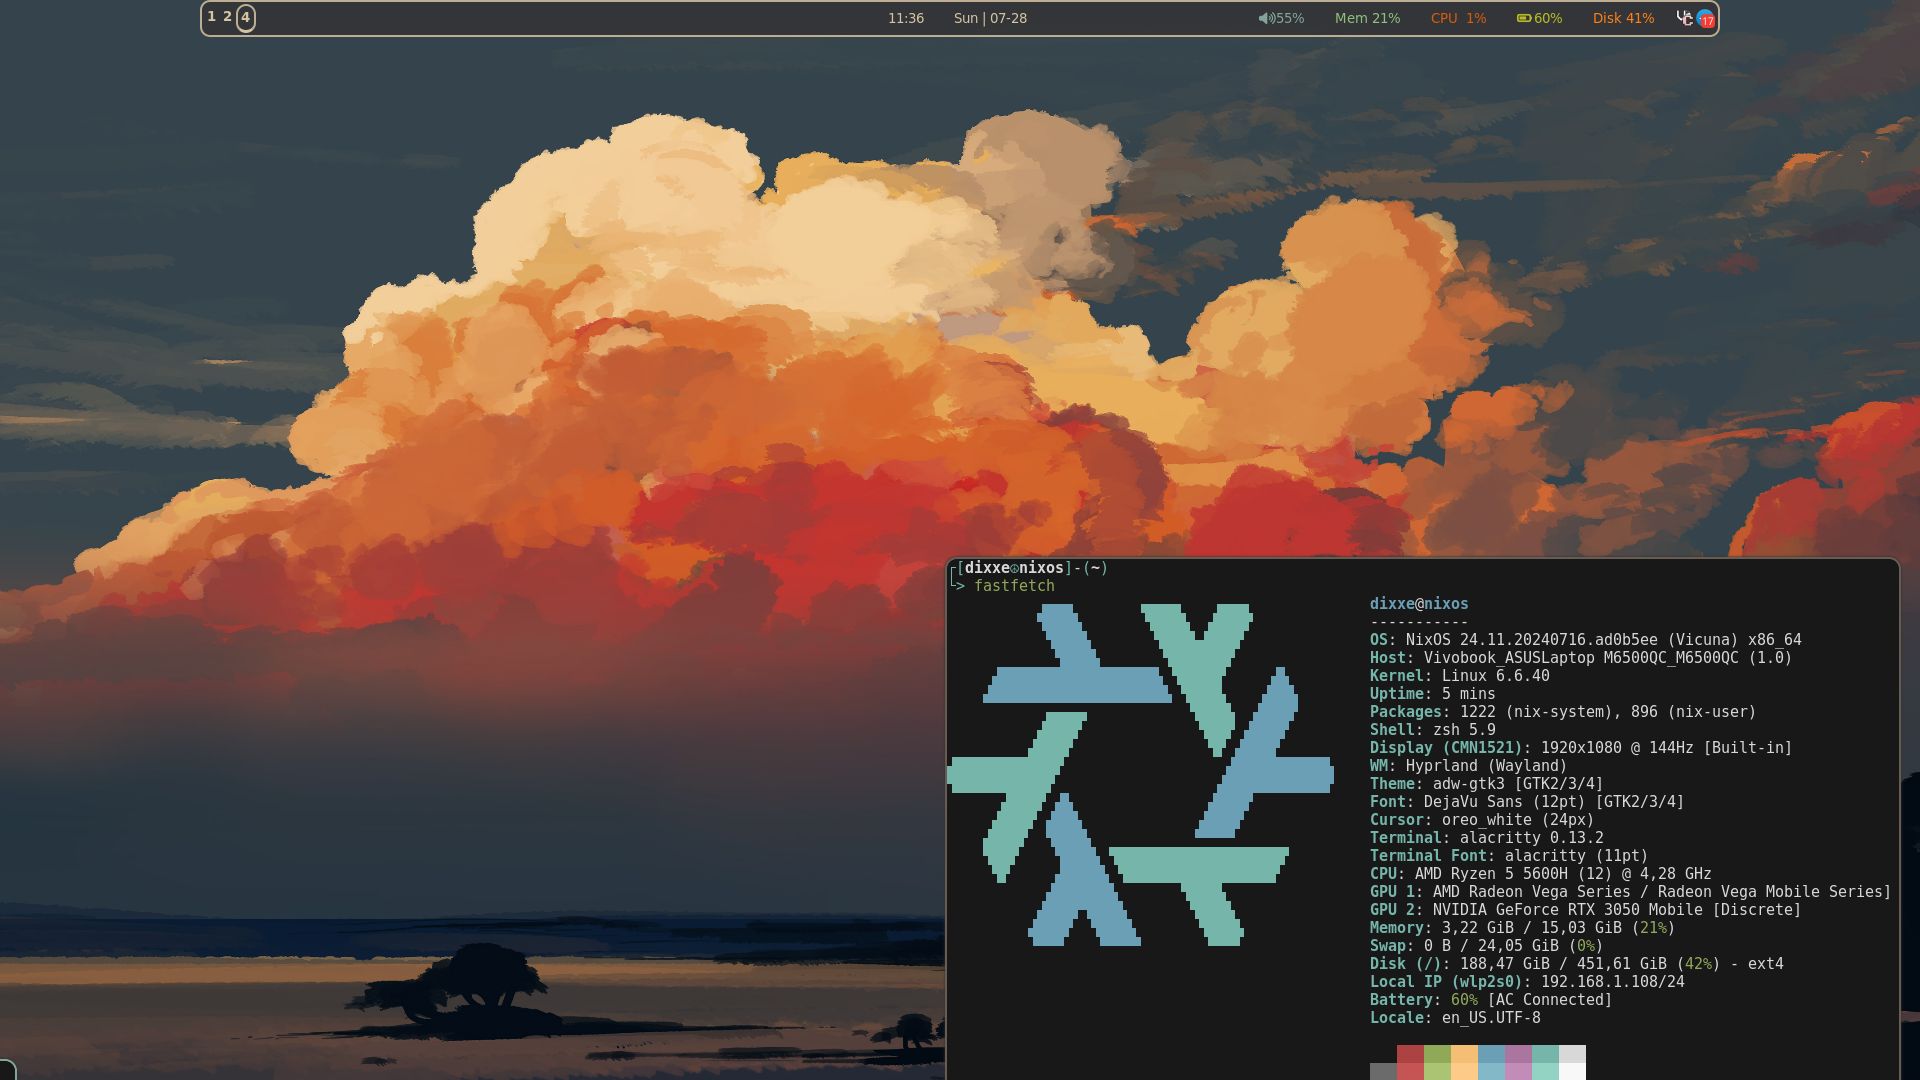 1 2 4 11:36 Sun | 07-28 55% Mem 21% CPU 1% 60% Disk 41% 17
┌[dixxe☮nixos]-(~)
└> fastfetch
dixxe@nixos
-----------
OS: NixOS 24.11.20240716.ad0b5ee (Vicuna) x86_64
Host: Vivobook_ASUSLaptop M6500QC_M6500QC (1.0)
Kernel: Linux 6.6.40
Uptime: 5 mins
Packages: 1222 (nix-system), 896 (nix-user)
Shell: zsh 5.9
Display (CMN1521): 1920x1080 @ 144Hz [Built-in]
WM: Hyprland (Wayland)
Theme: adw-gtk3 [GTK2/3/4]
Font: DejaVu Sans (12pt) [GTK2/3/4]
Cursor: oreo_white (24px)
Terminal: alacritty 0.13.2
Terminal Font: alacritty (11pt)
CPU: AMD Ryzen 5 5600H (12) @ 4,28 GHz
GPU 1: AMD Radeon Vega Series / Radeon Vega Mobile Series]
GPU 2: NVIDIA GeForce RTX 3050 Mobile [Discrete]
Memory: 3,22 GiB / 15,03 GiB (21%)
Swap: 0 B / 24,05 GiB (0%)
Disk (/): 188,47 GiB / 451,61 GiB (42%) - ext4
Local IP (wlp2s0): 192.168.1.108/24
Battery: 60% [AC Connected]
Locale: en_US.UTF-8